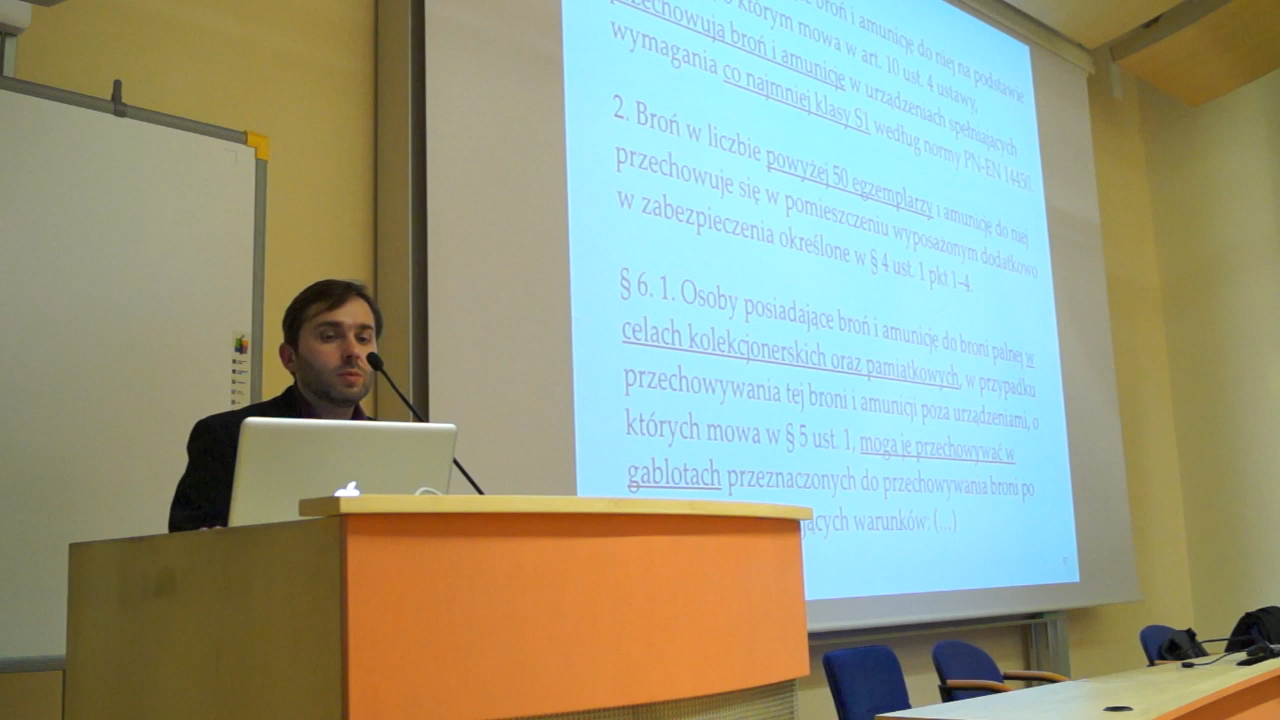 broń i amunicję do niej na podstawie
o którym mowa w art. 10 ust. 4 ustawy,
przechowują broń i amunicję w urządzeniach spełniających
wymagania co najmniej klasy S1 według normy PN-EN 14450.
2. Broń w liczbie powyżej 50 egzemplarzy i amunicję do niej
przechowuje się w pomieszczeniu wyposażonym dodatkowo
w zabezpieczenia określone w § 4 ust. 1 pkt 1–4.
§ 6. 1. Osoby posiadające broń i amunicję do broni palnej w
celach kolekcjonerskich oraz pamiątkowych, w przypadku
przechowywania tej broni i amunicji poza urządzeniami, o
których mowa w § 5 ust. 1, mogą je przechowywać w
gablotach przeznaczonych do przechowywania broni po
warunków: (...)